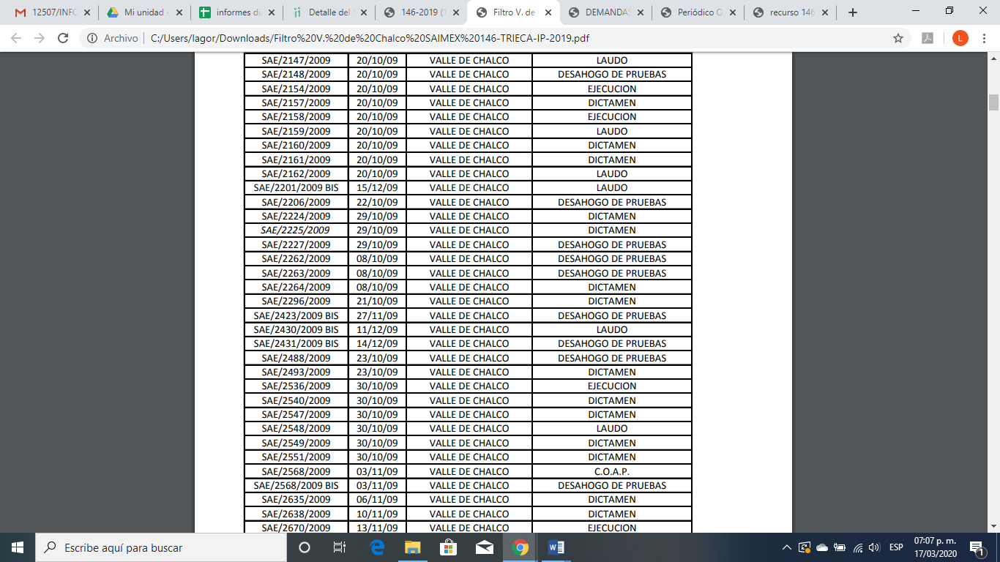 12507/INFO
Mi unidad -
informes di
Detalle del
146-2019 (1
Filtro V. de
DEMANDAS
Periódico O
recurso 146
Archivo C:/Users/lagor/Downloads/Filtro%20V.%20de%20Chalco%20SAIMEX%20146-TRIECA-IP-2019.pdf L
SAE/2147/2009 20/10/09 VALLE DE CHALCO LAUDO
SAE/2148/2009 20/10/09 VALLE DE CHALCO DESAHOGO DE PRUEBAS
SAE/2154/2009 20/10/09 VALLE DE CHALCO EJECUCION
SAE/2157/2009 20/10/09 VALLE DE CHALCO DICTAMEN
SAE/2158/2009 20/10/09 VALLE DE CHALCO EJECUCION
SAE/2159/2009 20/10/09 VALLE DE CHALCO LAUDO
SAE/2160/2009 20/10/09 VALLE DE CHALCO DICTAMEN
SAE/2161/2009 20/10/09 VALLE DE CHALCO DICTAMEN
SAE/2162/2009 20/10/09 VALLE DE CHALCO LAUDO
SAE/2201/2009 BIS 15/12/09 VALLE DE CHALCO LAUDO
SAE/2206/2009 22/10/09 VALLE DE CHALCO DESAHOGO DE PRUEBAS
SAE/2224/2009 29/10/09 VALLE DE CHALCO DICTAMEN
SAE/2225/2009 29/10/09 VALLE DE CHALCO DICTAMEN
SAE/2227/2009 29/10/09 VALLE DE CHALCO DESAHOGO DE PRUEBAS
SAE/2262/2009 08/10/09 VALLE DE CHALCO DESAHOGO DE PRUEBAS
SAE/2263/2009 08/10/09 VALLE DE CHALCO DESAHOGO DE PRUEBAS
SAE/2264/2009 08/10/09 VALLE DE CHALCO DICTAMEN
SAE/2296/2009 21/10/09 VALLE DE CHALCO DICTAMEN
SAE/2423/2009 BIS 27/11/09 VALLE DE CHALCO DESAHOGO DE PRUEBAS
SAE/2430/2009 BIS 11/12/09 VALLE DE CHALCO LAUDO
SAE/2431/2009 BIS 14/12/09 VALLE DE CHALCO DESAHOGO DE PRUEBAS
SAE/2488/2009 23/10/09 VALLE DE CHALCO DESAHOGO DE PRUEBAS
SAE/2493/2009 23/10/09 VALLE DE CHALCO DICTAMEN
SAE/2536/2009 30/10/09 VALLE DE CHALCO EJECUCION
SAE/2540/2009 30/10/09 VALLE DE CHALCO DICTAMEN
SAE/2547/2009 30/10/09 VALLE DE CHALCO DICTAMEN
SAE/2548/2009 30/10/09 VALLE DE CHALCO LAUDO
SAE/2549/2009 30/10/09 VALLE DE CHALCO DICTAMEN
SAE/2551/2009 30/10/09 VALLE DE CHALCO DICTAMEN
SAE/2568/2009 03/11/09 VALLE DE CHALCO C.O.A.P.
SAE/2568/2009 BIS 03/11/09 VALLE DE CHALCO DESAHOGO DE PRUEBAS
SAE/2635/2009 06/11/09 VALLE DE CHALCO DICTAMEN
SAE/2638/2009 10/11/09 VALLE DE CHALCO DICTAMEN
SAE/2670/2009 13/11/09 VALLE DE CHALCO EJECUCION
Escribe aquí para buscar
ESP
07:07 p. m.
17/03/2020
1